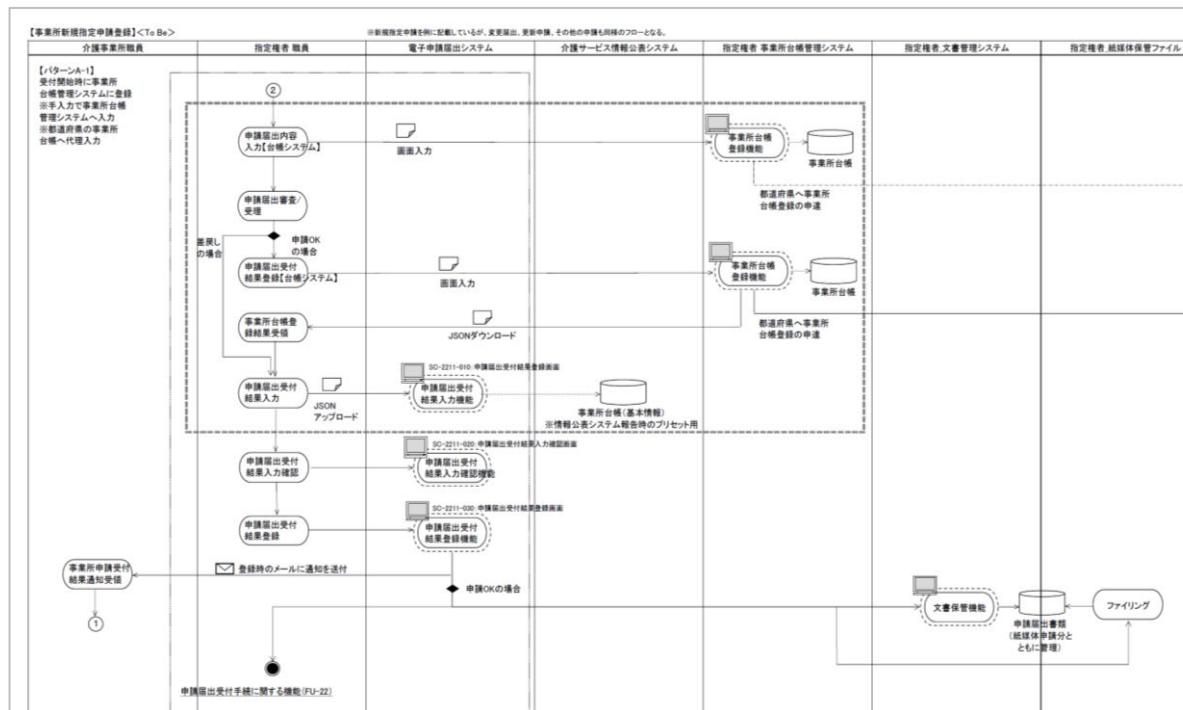 【事業所新規指定申請登録】<To Be>
※新規指定申請を例に記載しているが、変更届出、更新申請、その他の申請も同様のフローとなる。
介護事業所職員
指定権者 職員
電子申請届出システム
介護サービス情報公表システム
指定権者 事業所台帳管理システム
指定権者_文書管理システム
指定権者_紙媒体保管ファイル
【パターンA-1】
受付開始時に事業所
台帳管理システムに登録
※手入力で事業所台帳
管理システムへ入力
※都道府県の事業所
台帳へ代理入力
②
申請届出内容
入力【台帳システム】
画面入力
事業所台帳
登録機能
事業所台帳
都道府県へ事業所
台帳登録の申達
申請届出審査/
受理
差戻し
の場合
申請OK
の場合
申請届出受付
結果登録【台帳システム】
画面入力
事業所台帳
登録機能
事業所台帳
都道府県へ事業所
台帳登録の申達
事業所台帳登
録結果受領
JSONダウンロード
SC-2211-010:申請届出受付結果登録画面
申請届出受付
結果入力
JSON
アップロード
申請届出受付
結果入力機能
事業所台帳(基本情報)
※情報公表システム報告時のプリセット用
SC-2211-020:申請届出受付結果入力確認画面
申請届出受付
結果入力確認
申請届出受付
結果入力確認機能
SC-2211-030:申請届出受付結果登録画面
申請届出受付
結果登録
申請届出受付
結果登録機能
事業所申請受付
結果通知受領
登録時のメールに通知を送付
申請OKの場合
①
文書保管機能
申請届出書類
(紙媒体申請分と
ともに管理)
ファイリング
申請届出受付手続に関する機能(FU-22)